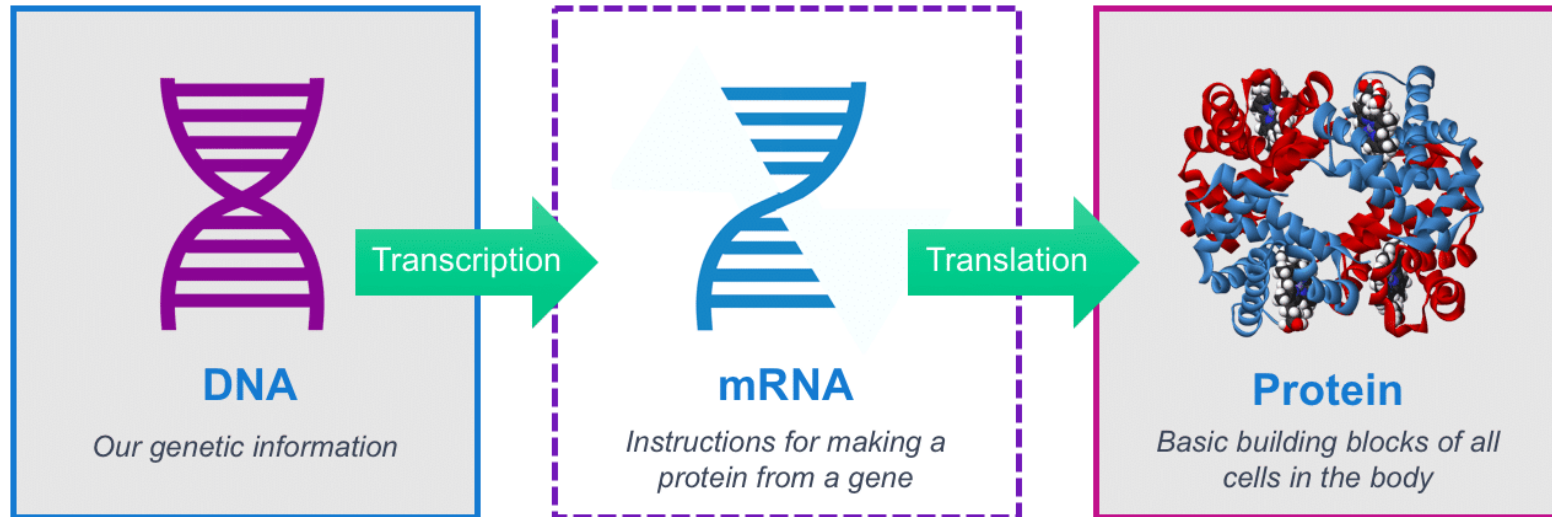 Transcription
Translation
DNA
mRNA
Protein
Our genetic information
Instructions for making a
protein from a gene
Basic building blocks of all
cells in the body